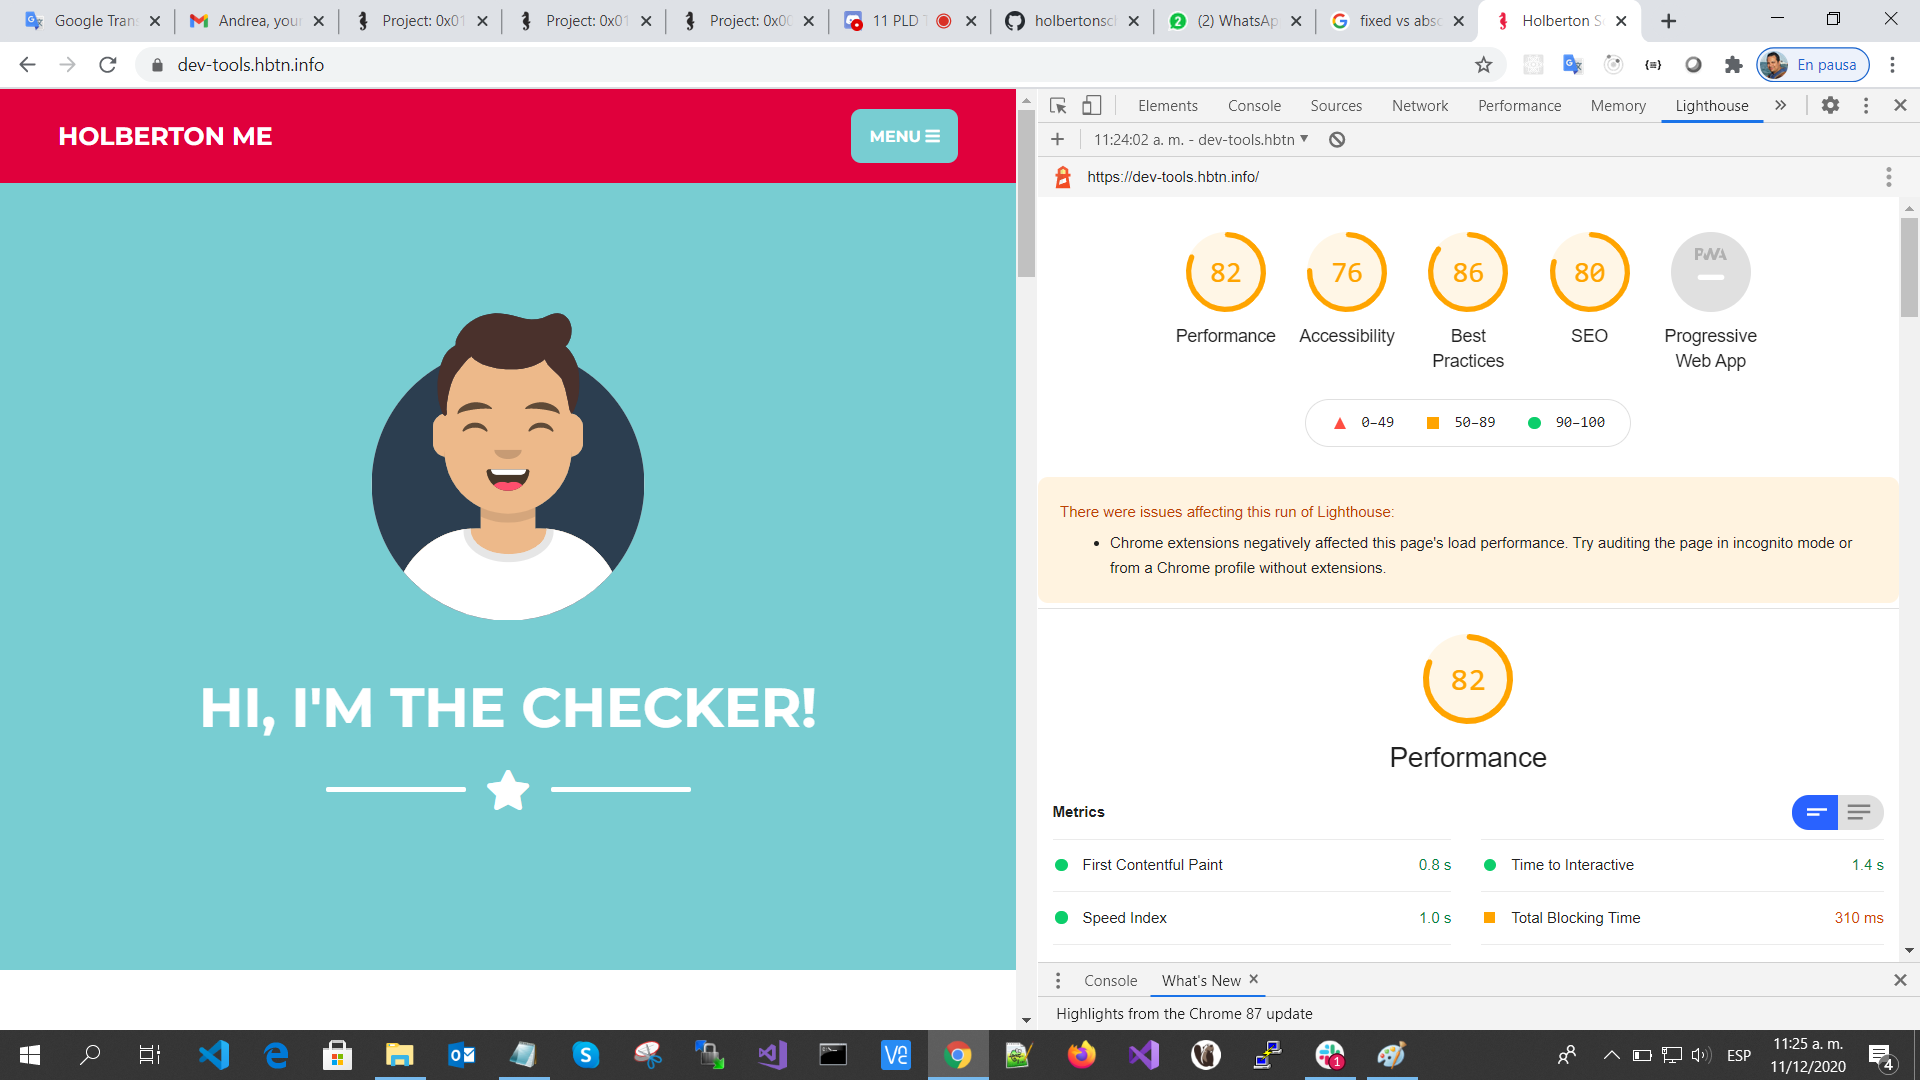 Google Tran
Andrea, your
Project: 0x01
Project: 0x01
Project: 0x00
11 PLD T
holbertonsch
(2) WhatsAp
fixed vs abso
Holberton Sc
dev-tools.hbtn.info
En pausa
HOLBERTON ME
MENU
HI, I'M THE CHECKER!
Elements Console Sources Network Performance Memory Lighthouse
11:24:02 a. m. - dev-tools.hbtn
https://dev-tools.hbtn.info/
82 76 86 80 PWA
Performance Accessibility Best Practices SEO Progressive Web App
0–49 50–89 90–100
There were issues affecting this run of Lighthouse:
Chrome extensions negatively affected this page's load performance. Try auditing the page in incognito mode or
from a Chrome profile without extensions.
82
Performance
Metrics
First Contentful Paint 0.8 s
Time to Interactive 1.4 s
Speed Index 1.0 s
Total Blocking Time 310 ms
Console What's New
Highlights from the Chrome 87 update
ESP
11:25 a. m.
11/12/2020
4